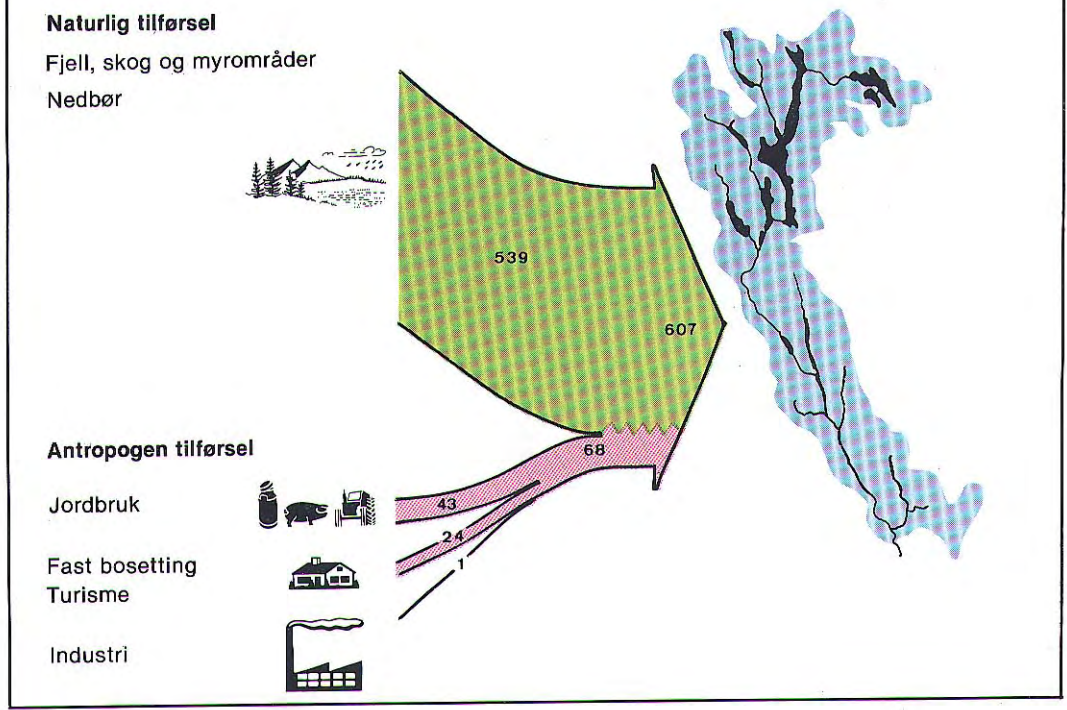 Naturlig tilførsel
Fjell, skog og myrområder
Nedbør
539
607
Antropogen tilførsel
68
Jordbruk
43
24
Fast bosetting
Turisme
1
Industri